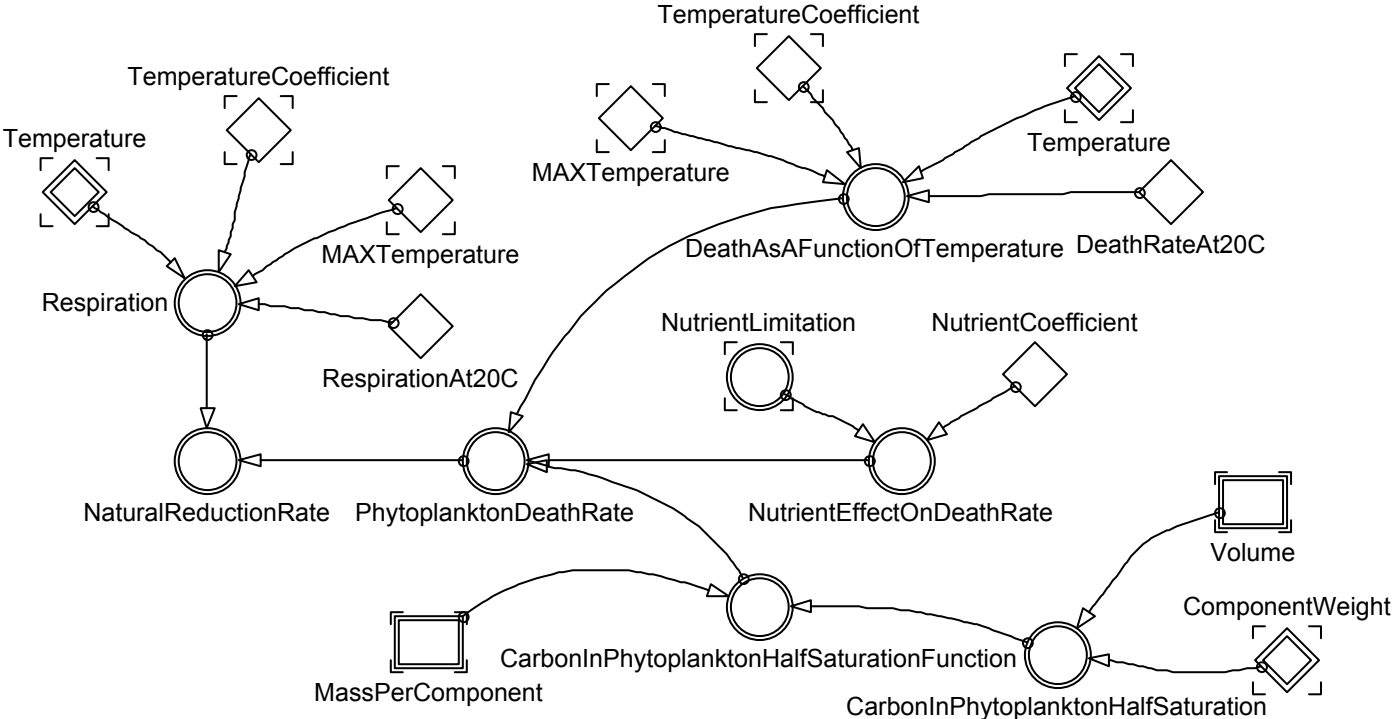 TemperatureCoefficient
TemperatureCoefficient
Temperature
Temperature
MAXTemperature
MAXTemperature
DeathAsAFunctionOfTemperature
DeathRateAt20C
Respiration
NutrientLimitation
NutrientCoefficient
RespirationAt20C
NaturalReductionRate
PhytoplanktonDeathRate
NutrientEffectOnDeathRate
Volume
ComponentWeight
CarbonInPhytoplanktonHalfSaturationFunction
MassPerComponent
CarbonInPhytoplanktonHalfSaturation